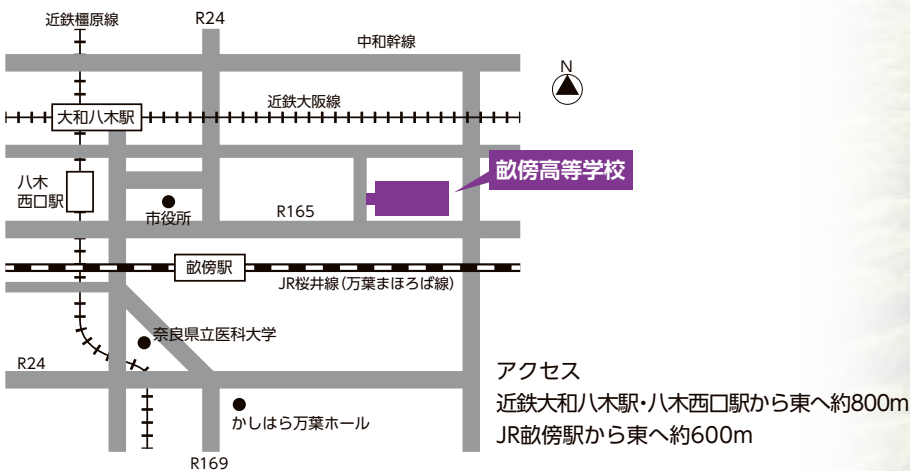 近鉄橿原線
R24
中和幹線
N
近鉄大阪線
大和八木駅
畝傍高等学校
八木
西口駅
市役所
R165
畝傍駅
JR桜井線(万葉まほろば線)
奈良県立医科大学
R24
かしはら万葉ホール
R169
アクセス
近鉄大和八木駅・八木西口駅から東へ約800m
JR畝傍駅から東へ約600m